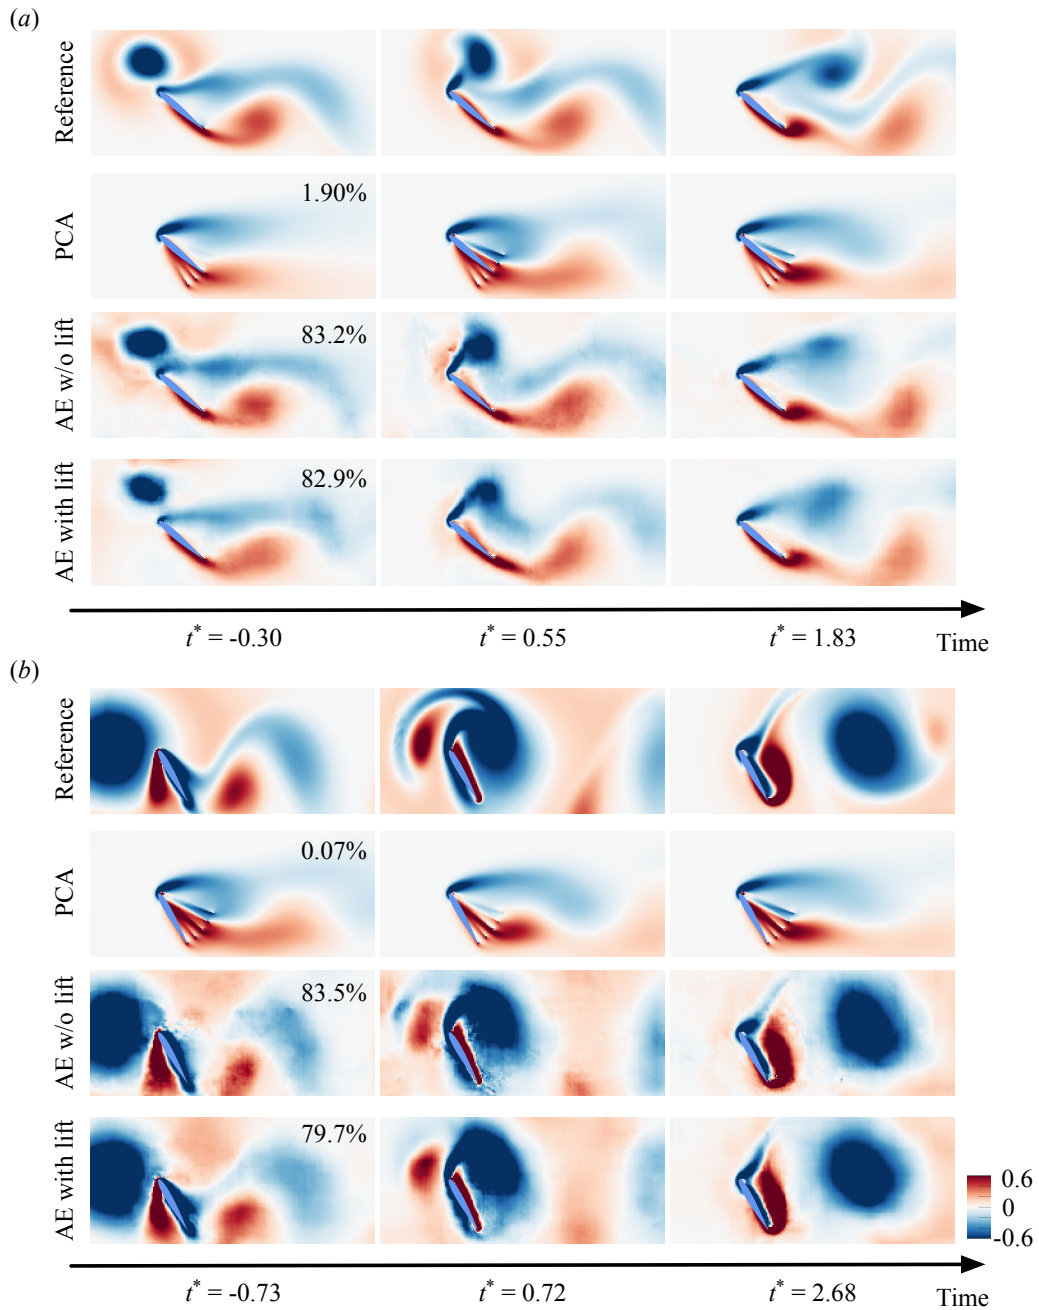 (a)
Reference
PCA
1.90%
AE w/o lift
83.2%
AE with lift
82.9%
t* = -0.30
t* = 0.55
t* = 1.83
Time
(b)
Reference
PCA
0.07%
AE w/o lift
83.5%
AE with lift
79.7%
0.6
0
-0.6
t* = -0.73
t* = 0.72
t* = 2.68
Time